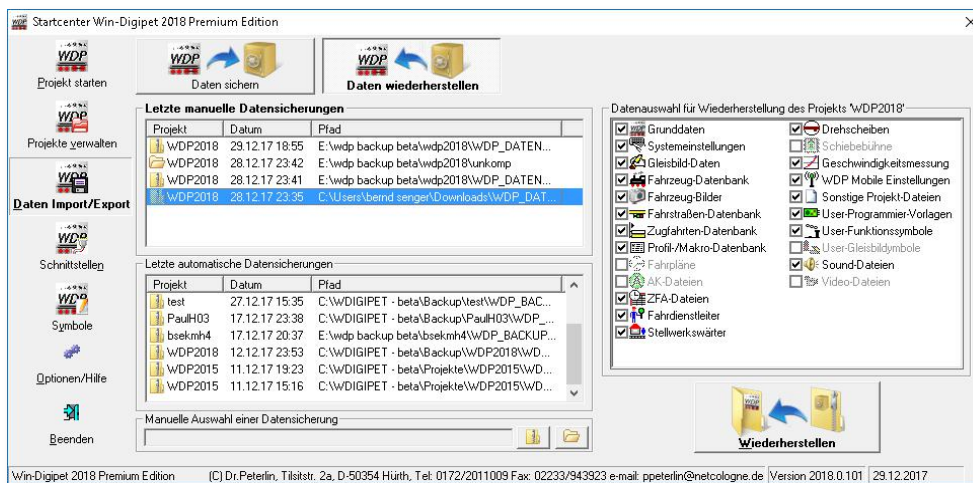 Startcenter Win-Digipet 2018 Premium Edition
WDP
Projekt starten
WDP
Projekte verwalten
WDP
Daten Import/Export
WDP
Schnittstellen
WDP
Symbole
Optionen/Hilfe
Beenden
WDP
Daten sichern
WDP
Daten wiederherstellen
Letzte manuelle Datensicherungen
Projekt Datum Pfad
WDP2018 29.12.17 18:55 E:\wdp backup beta\wdp2018\WDP_DATEN...
WDP2018 28.12.17 23:42 E:\wdp backup beta\wdp2018\unkomp
WDP2018 28.12.17 23:41 E:\wdp backup beta\wdp2018\WDP_DATEN...
WDP2018 28.12.17 23:35 C:\Users\bernd senger\Downloads\WDP_DAT...
Letzte automatische Datensicherungen
Projekt Datum Pfad
test 27.12.17 15:35 C:\WDIGIPET - beta\Backup\test\WDP_BAC...
PaulH03 17.12.17 23:38 C:\WDIGIPET - beta\Backup\PaulH03\WDP_...
bsekmh4 17.12.17 20:37 E:\wdp backup beta\bsekmh4\WDP_BACKUP...
WDP2018 12.12.17 23:53 C:\WDIGIPET - beta\Backup\WDP2018\WD...
WDP2015 11.12.17 19:23 C:\WDIGIPET - beta\Projekte\WDP2015\WD...
WDP2015 11.12.17 15:16 C:\WDIGIPET - beta\Projekte\WDP2015\WD...
Manuelle Auswahl einer Datensicherung
Datenauswahl für Wiederherstellung des Projekts 'WDP2018'
Grunddaten
Systemeinstellungen
Gleisbild-Daten
Fahrzeug-Datenbank
Fahrzeug-Bilder
Fahrstraßen-Datenbank
Zugfahrten-Datenbank
Profil-/Makro-Datenbank
Fahrpläne
AK-Dateien
ZFA-Dateien
Fahrdienstleiter
Stellwerkswärter
Drehscheiben
Schiebebühne
Geschwindigkeitsmessung
WDP Mobile Einstellungen
Sonstige Projekt-Dateien
User-Programmier-Vorlagen
User-Funktionssymbole
User-Gleisbildymbole
Sound-Dateien
Video-Dateien
Wiederherstellen
Win-Digipet 2018 Premium Edition (C) Dr.Peterlin, Tilsitstr. 2a, D-50354 Hürth, Tel: 0172/2011009 Fax: 02233/943923 e-mail: ppeterlin@netcologne.de Version 2018.0.101 29.12.2017